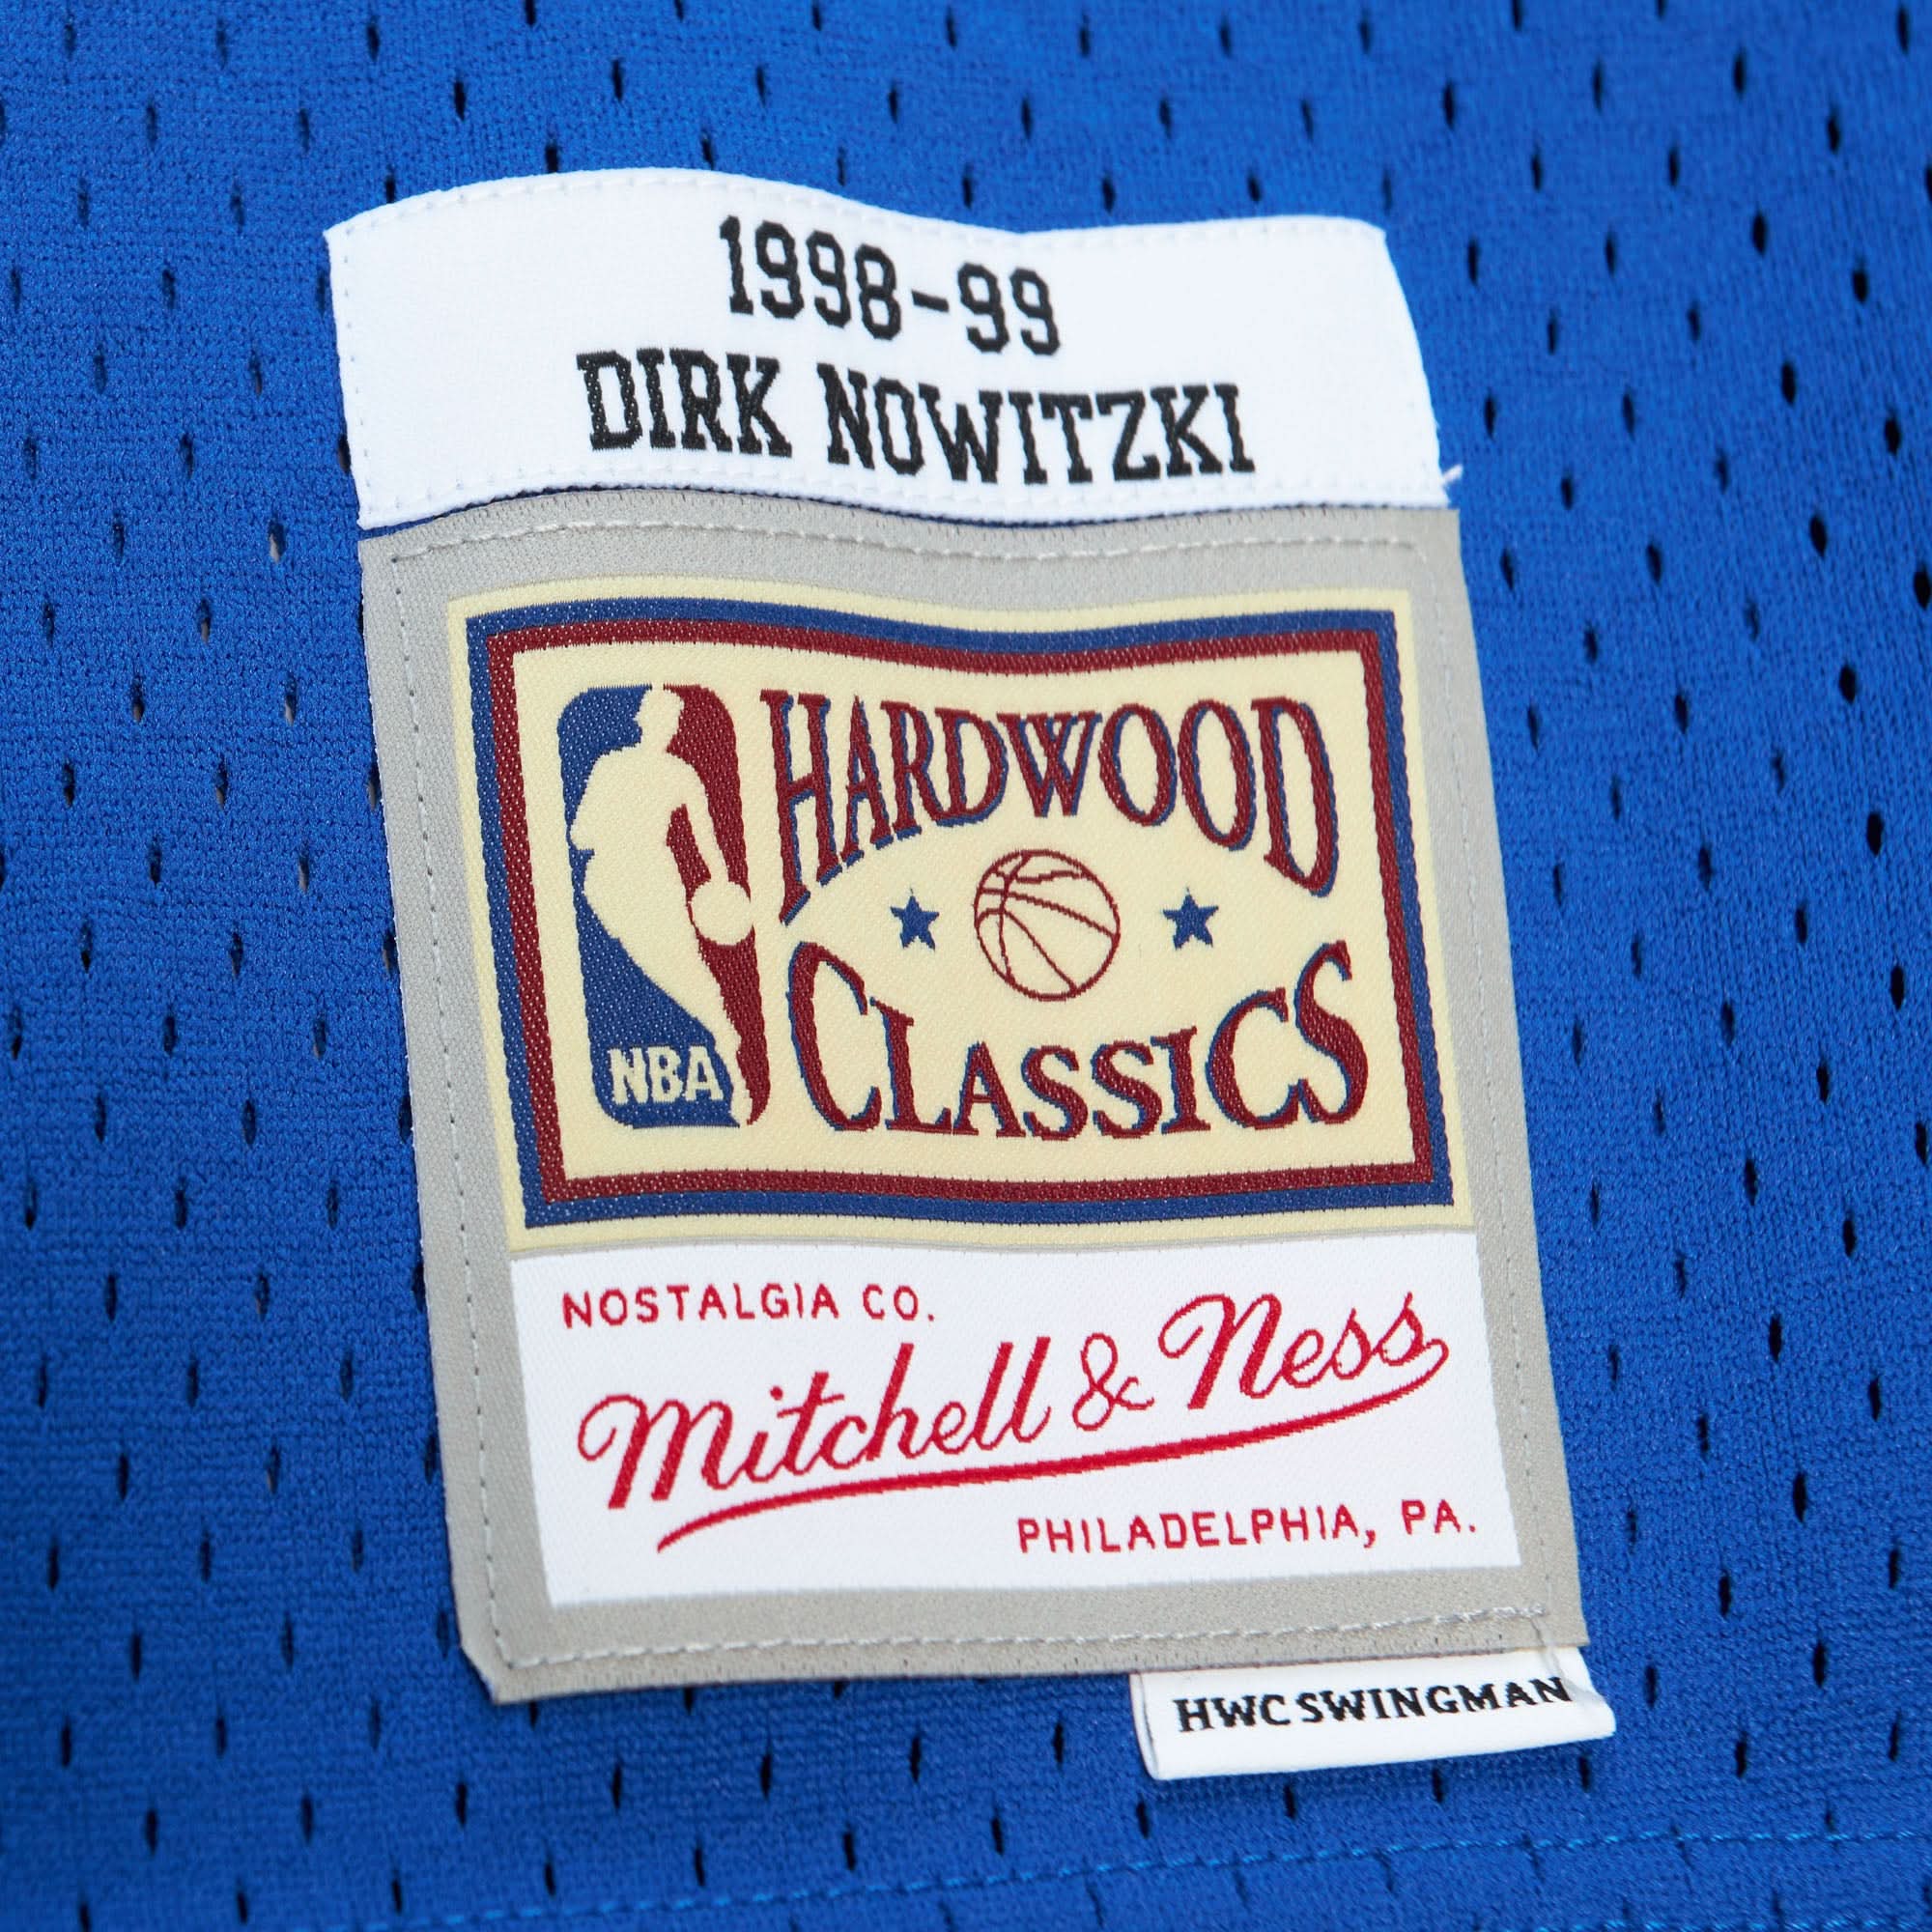 1998-99
DIRK NOWITZKI
HARDWOOD
CLASSICS
NBA
NOSTALGIA CO.
Mitchell & Ness
PHILADELPHIA, PA.
HWC SWINGMAN